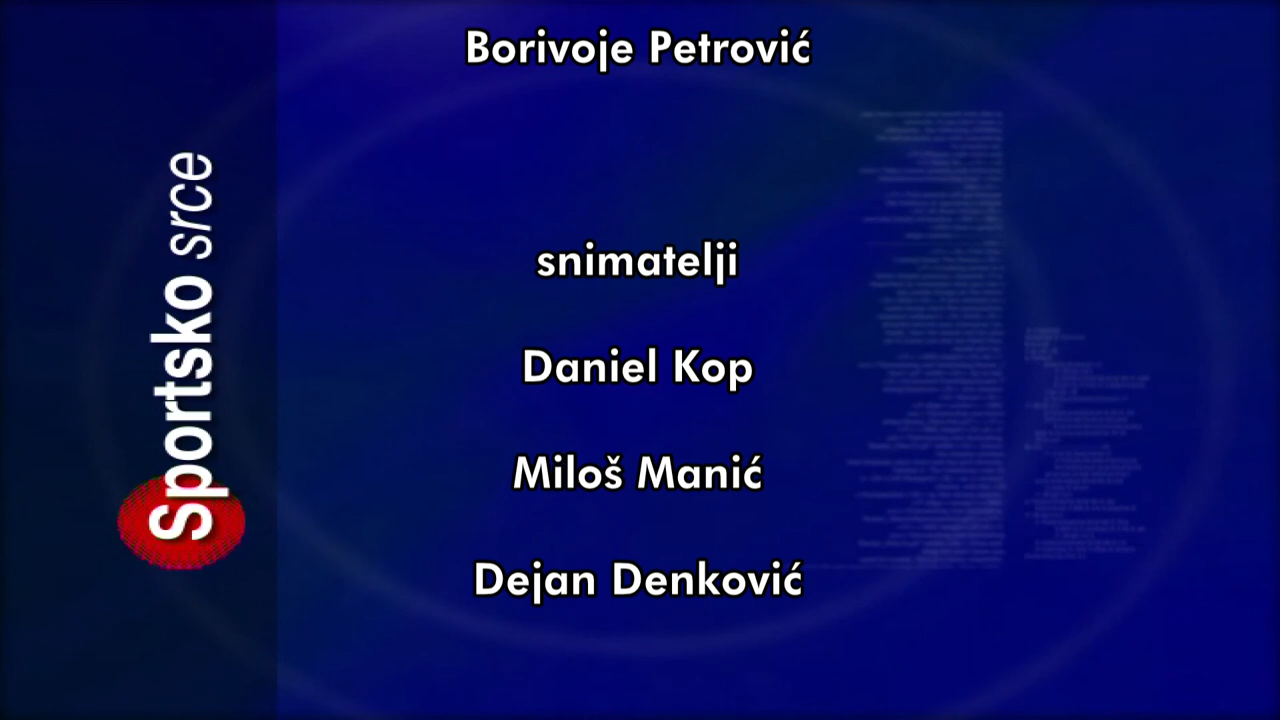 Borivoje Petrović
Sportsko srce
snimatelji
Daniel Kop
Miloš Manić
Dejan Denković